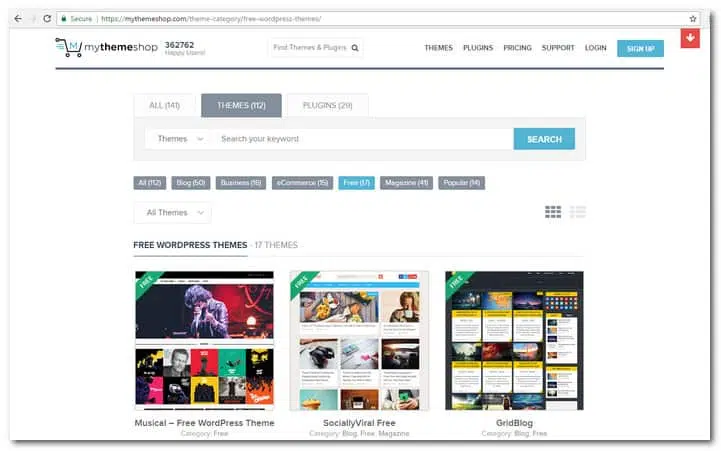 Secure
https://mythemeshop.com/theme-category/free-wordpress-themes/
mythemeshop
362762
Happy Users!
Find Themes & Plugins
THEMES PLUGINS PRICING SUPPORT LOGIN SIGN UP
ALL (141) THEMES (112) PLUGINS (29)
Themes Search your keyword SEARCH
All (112) Blog (50) Business (16) eCommerce (15) Free (17) Magazine (41) Popular (14)
All Themes
FREE WORDPRESS THEMES - 17 THEMES
FREE FREE FREE
Musical – Free WordPress Theme SociallyViral Free GridBlog
Category: Free Category: Blog, Free, Magazine Category: Blog, Free